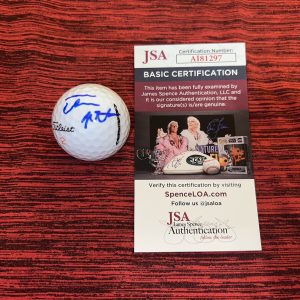 JSA
Certification Number:
AI81297
BASIC CERTIFICATION
This item has been fully examined by
James Spence Authentication, LLC and
it is our considered opinion that the
signature(s) is/are genuine.
Verify this certification by visiting
SpenceLOA.com
Follow us @jsaloa
JSA
James Spence
Authentication